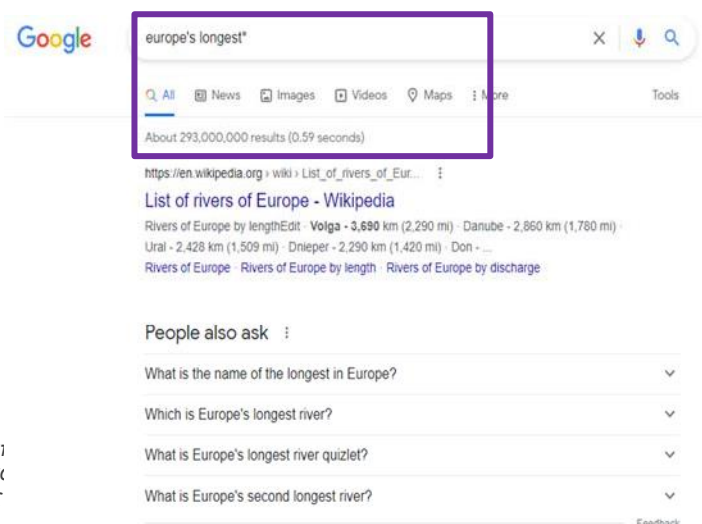 Google
europe's longest*
All News Images Videos Maps More Tools
About 293,000,000 results (0.59 seconds)
https://en.wikipedia.org › wiki › List_of_rivers_of_Eur...
List of rivers of Europe - Wikipedia
Rivers of Europe by lengthEdit · Volga - 3,690 km (2,290 mi) · Danube - 2,860 km (1,780 mi) ·
Ural - 2,428 km (1,509 mi) · Dnieper - 2,290 km (1,420 mi) · Don - ...
Rivers of Europe · Rivers of Europe by length · Rivers of Europe by discharge
People also ask
What is the name of the longest in Europe?
Which is Europe's longest river?
What is Europe's longest river quizlet?
What is Europe's second longest river?
Feedback